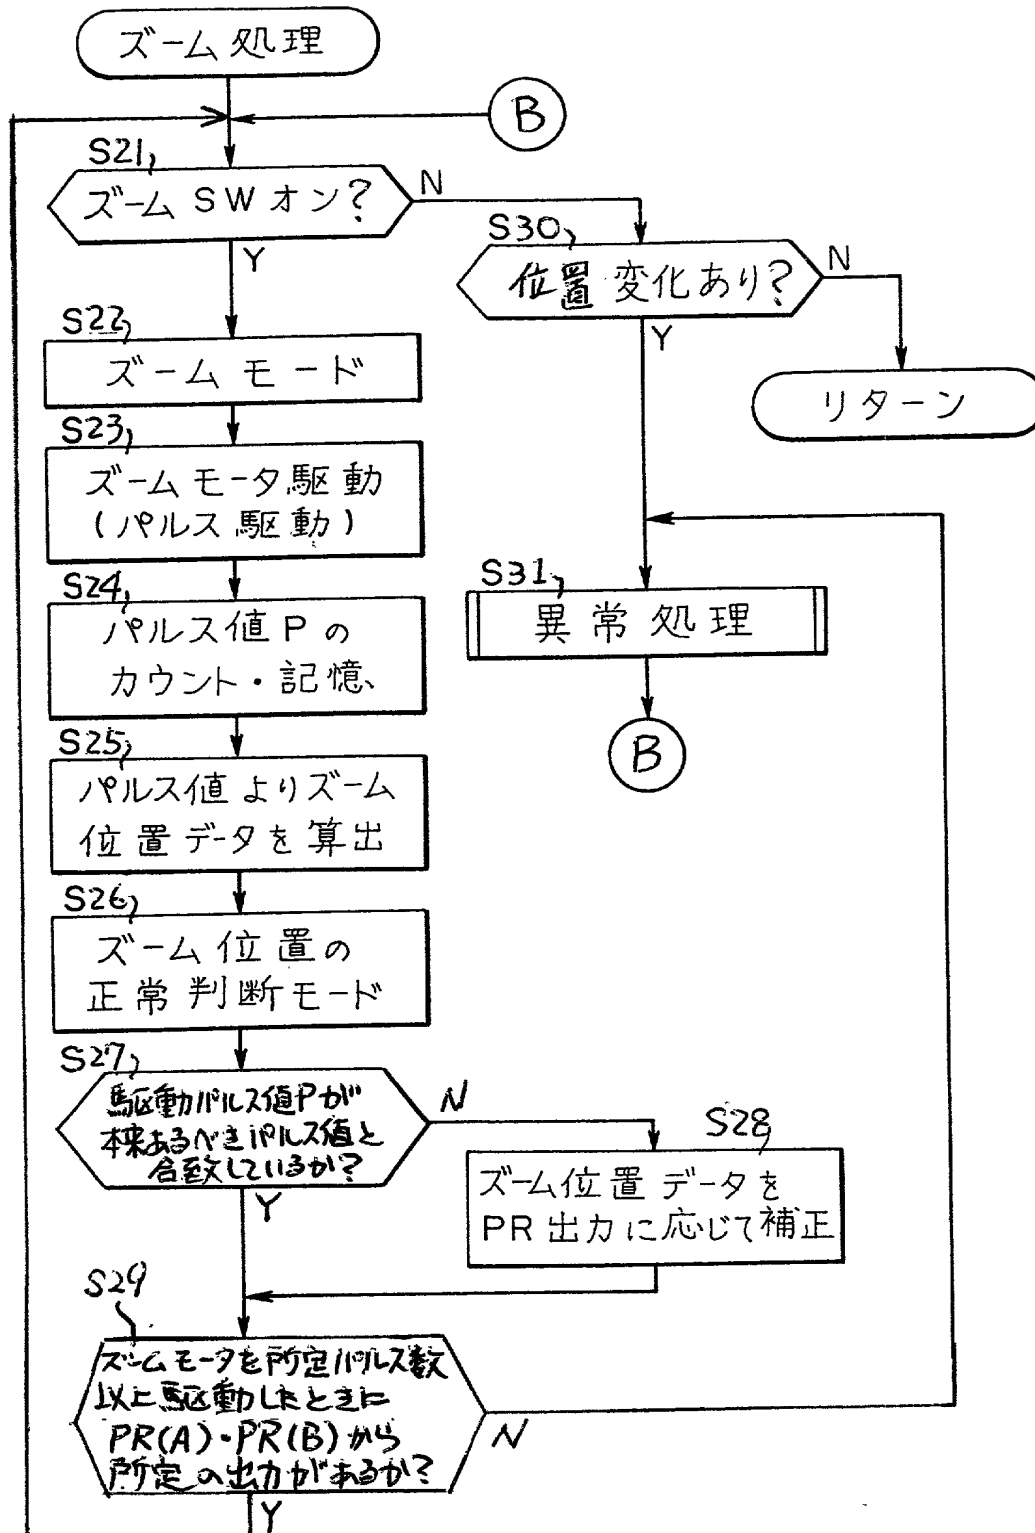 ズーム処理
B
S21
ズームSWオン?
N
Y
S30
位置変化あり?
N
Y
リターン
S22
ズームモード
S23
ズームモータ駆動
(パルス駆動)
S24
パルス値Pの
カウント・記憶
S31
異常処理
B
S25
パルス値よりズーム
位置データを算出
S26
ズーム位置の
正常判断モード
S27
駆動パルス値Pが
本来あるべきパルス値と
合致しているか?
N
Y
S28
ズーム位置データを
PR出力に応じて補正
S29
ズームモータを所定パルス数
以上駆動したときに
PR(A)・PR(B)から
所定の出力があるか?
N
Y